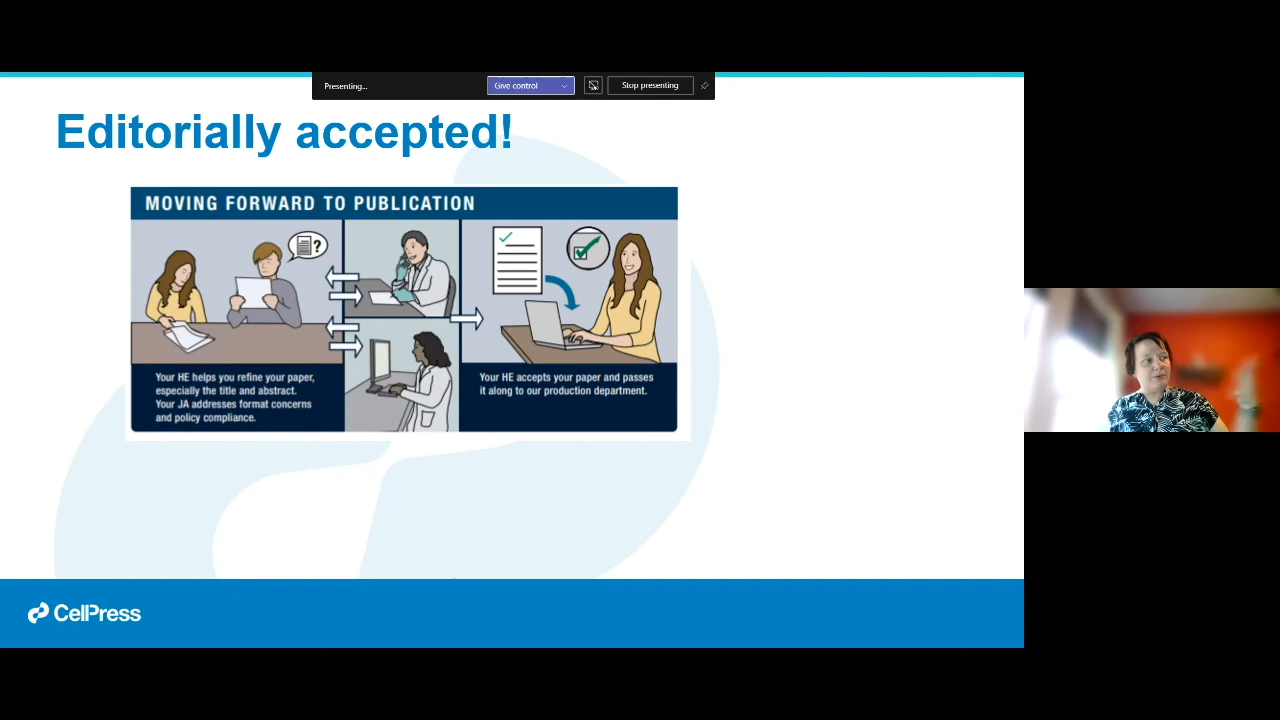 Presenting...
Give control
Stop presenting
Editorially accepted!
MOVING FORWARD TO PUBLICATION
?
Your HE helps you refine your paper,
especially the title and abstract.
Your JA addresses format concerns
and policy compliance.
Your HE accepts your paper and passes
it along to our production department.
CellPress